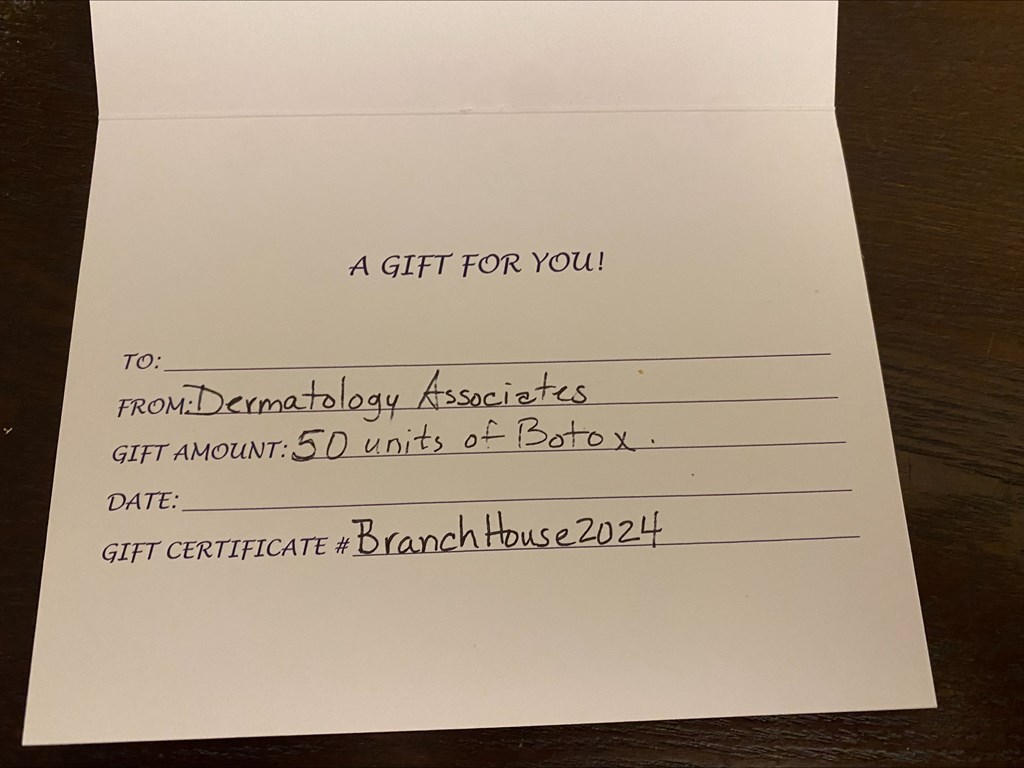 A GIFT FOR YOU!
TO:
FROM: Dermatology Associates
GIFT AMOUNT: 50 units of Botox.
DATE:
GIFT CERTIFICATE # BranchHouse2024